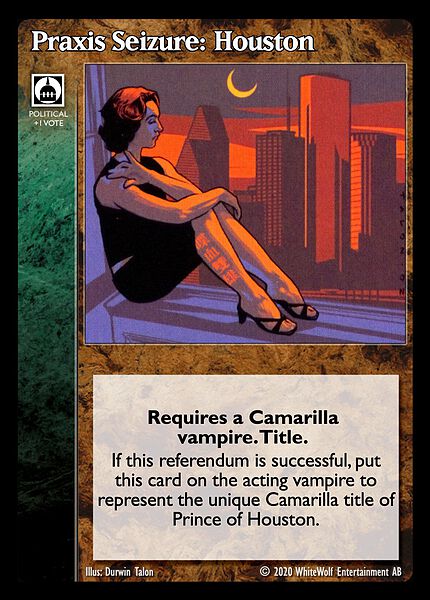 Praxis Seizure: Houston
POLITICAL
+1 VOTE
Requires a Camarilla
vampire.Title.
If this referendum is successful, put
this card on the acting vampire to
represent the unique Camarilla title of
Prince of Houston.
Illus: Durwin Talon
© 2020 WhiteWolf Entertainment AB